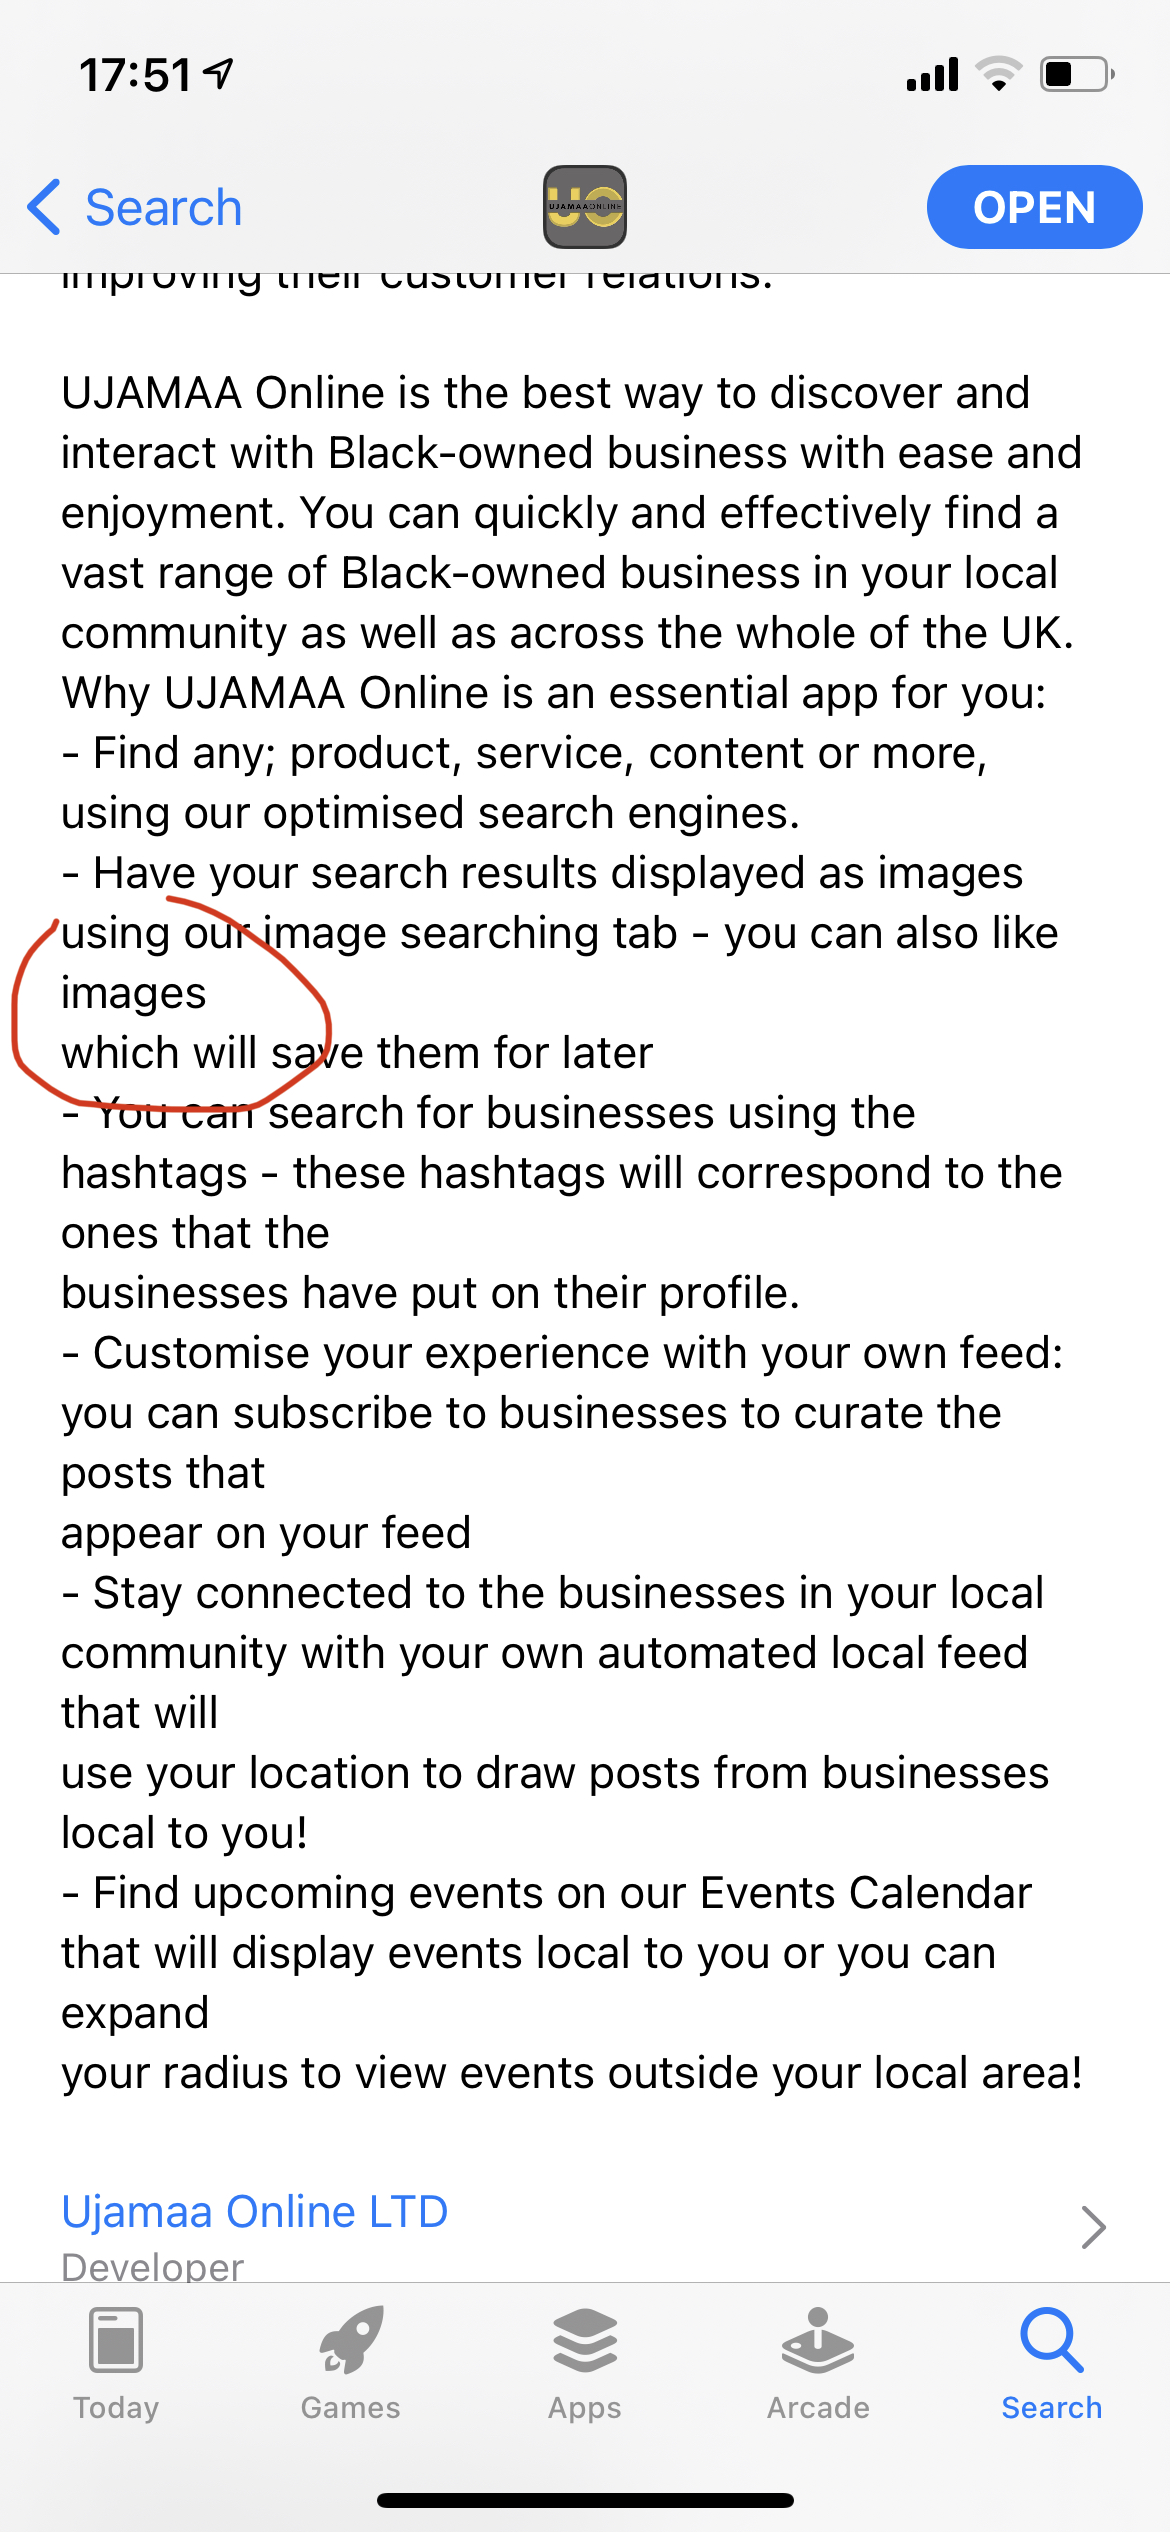 17:51
Search
UJAMAAONLINE
OPEN
improving their customer relations.
UJAMAA Online is the best way to discover and
interact with Black-owned business with ease and
enjoyment. You can quickly and effectively find a
vast range of Black-owned business in your local
community as well as across the whole of the UK.
Why UJAMAA Online is an essential app for you:
- Find any; product, service, content or more,
using our optimised search engines.
- Have your search results displayed as images
using our image searching tab - you can also like
images
which will save them for later
- You can search for businesses using the
hashtags - these hashtags will correspond to the
ones that the
businesses have put on their profile.
- Customise your experience with your own feed:
you can subscribe to businesses to curate the
posts that
appear on your feed
- Stay connected to the businesses in your local
community with your own automated local feed
that will
use your location to draw posts from businesses
local to you!
- Find upcoming events on our Events Calendar
that will display events local to you or you can
expand
your radius to view events outside your local area!
Ujamaa Online LTD
Developer
Today
Games
Apps
Arcade
Search